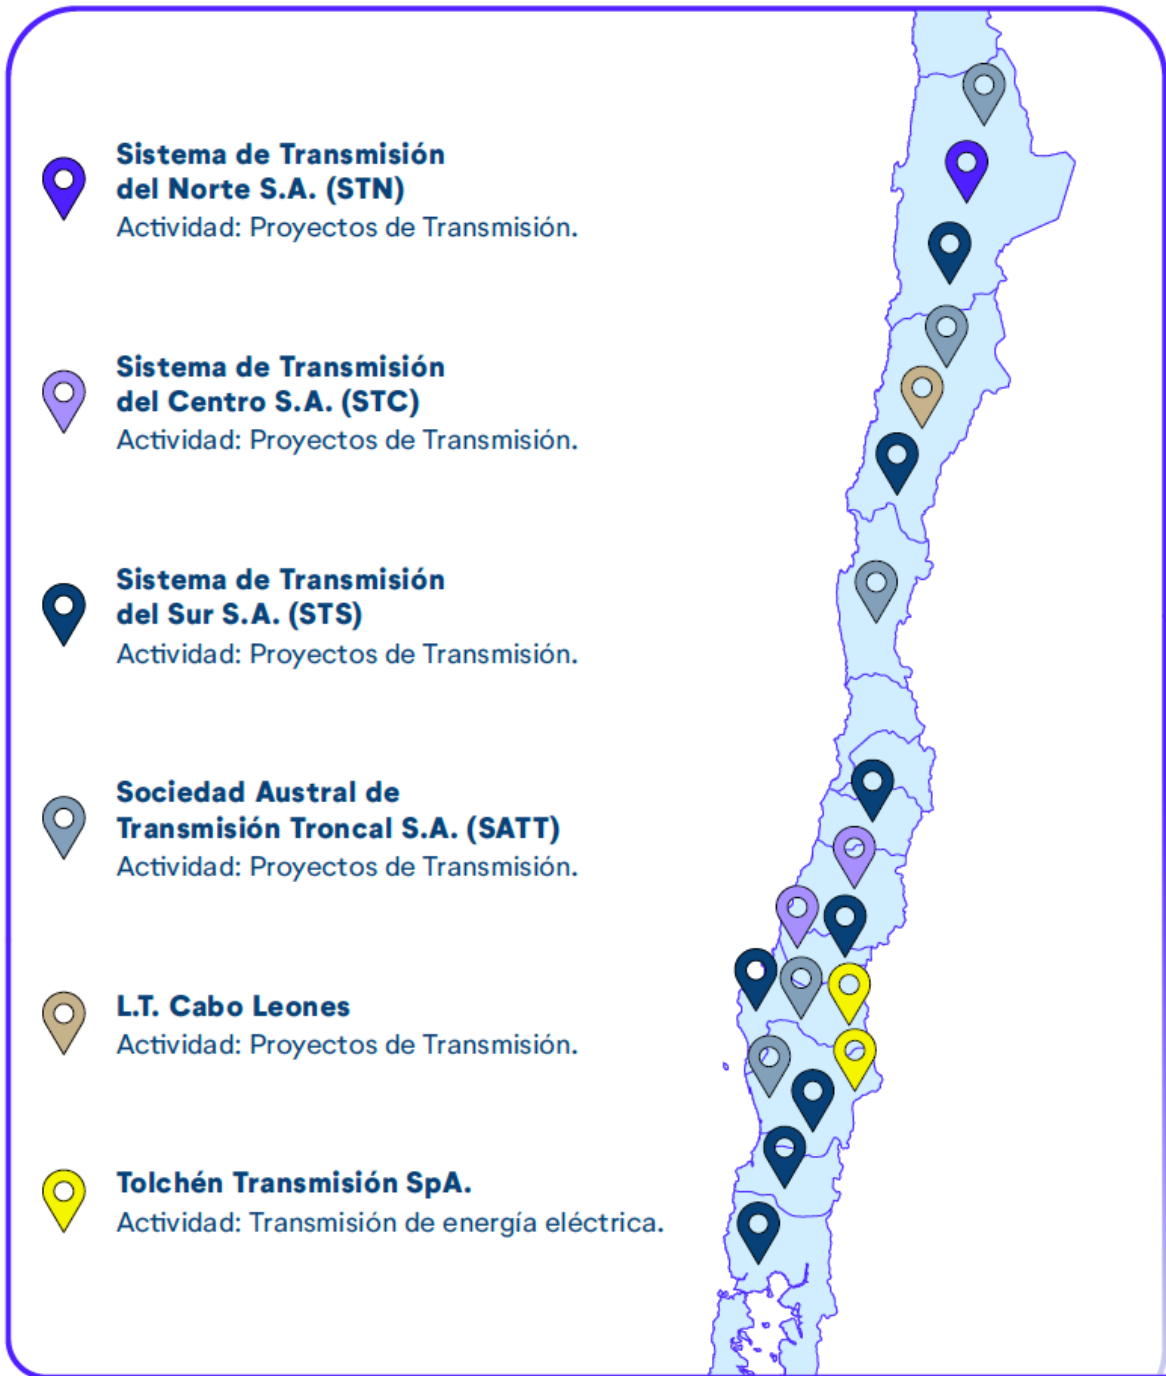 Sistema de Transmisión
del Norte S.A. (STN)
Actividad: Proyectos de Transmisión.
Sistema de Transmisión
del Centro S.A. (STC)
Actividad: Proyectos de Transmisión.
Sistema de Transmisión
del Sur S.A. (STS)
Actividad: Proyectos de Transmisión.
Sociedad Austral de
Transmisión Troncal S.A. (SATT)
Actividad: Proyectos de Transmisión.
L.T. Cabo Leones
Actividad: Proyectos de Transmisión.
Tolchén Transmisión SpA.
Actividad: Transmisión de energía eléctrica.